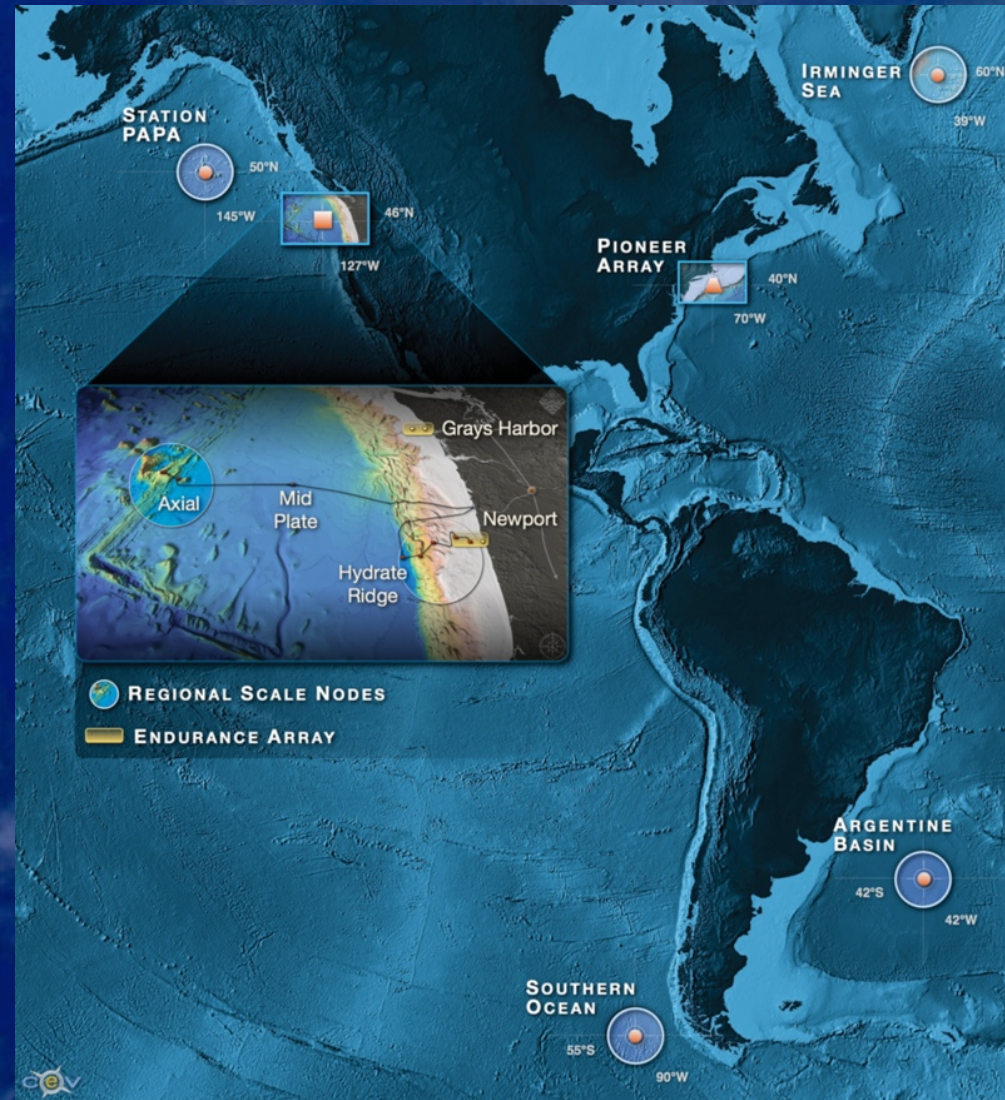 IRMINGER
SEA
60°N
39°W
STATION
PAPA
50°N
145°W
46°N
127°W
PIONEER
ARRAY
40°N
70°W
Grays Harbor
Axial
Mid
Plate
Newport
Hydrate
Ridge
REGIONAL SCALE NODES
ENDURANCE ARRAY
ARGENTINE
BASIN
42°S
42°W
SOUTHERN
OCEAN
55°S
90°W
cev